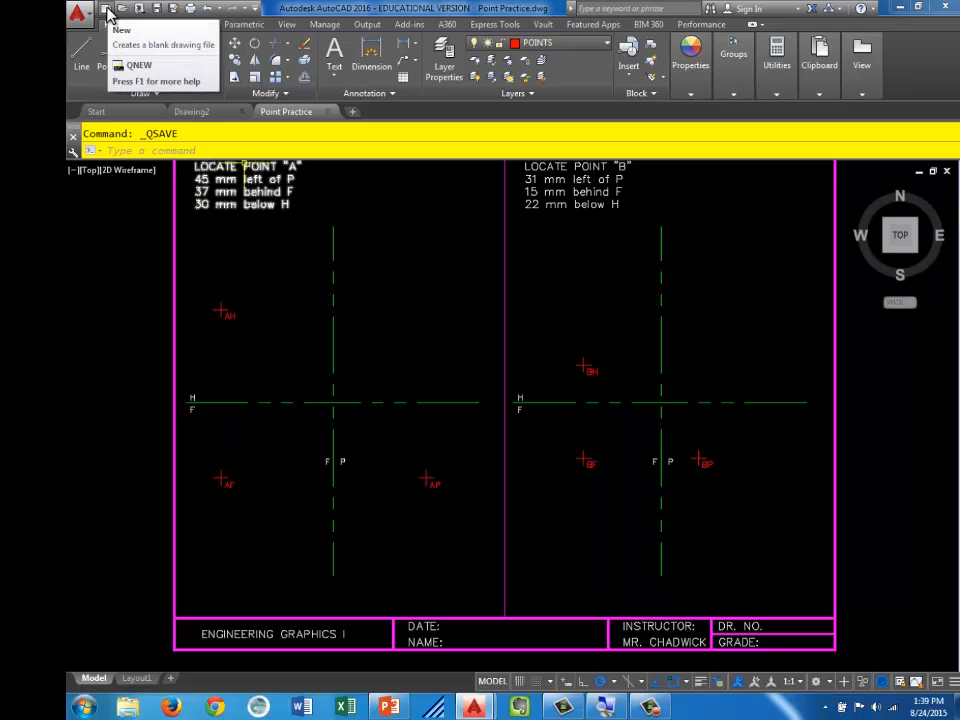 Autodesk AutoCAD 2016 - EDUCATIONAL VERSION Point Practice.dwg
Type a keyword or phrase
Sign In
New
Creates a blank drawing file
QNEW
Press F1 for more help
Parametric View Manage Output Add-ins A360 Express Tools Vault Featured Apps BIM 360 Performance
Line
Text
Dimension
Layer Properties
POINTS
Insert
Properties
Groups
Utilities
Clipboard
View
Draw
Modify
Annotation
Layers
Block
Start
Drawing2
Point Practice
Command: _QSAVE
Type a command
[−][Top][2D Wireframe]
LOCATE POINT "A"
45 mm left of P
37 mm behind F
30 mm below H
LOCATE POINT "B"
31 mm left of P
15 mm behind F
22 mm below H
N
W
TOP
E
S
AH
BH
H
F
H
F
F P
F P
AF
AP
BF
BP
ENGINEERING GRAPHICS I
DATE:
NAME:
INSTRUCTOR:
MR. CHADWICK
DR. NO.
GRADE:
Model
Layout1
MODEL
1:1
1:39 PM
8/24/2015